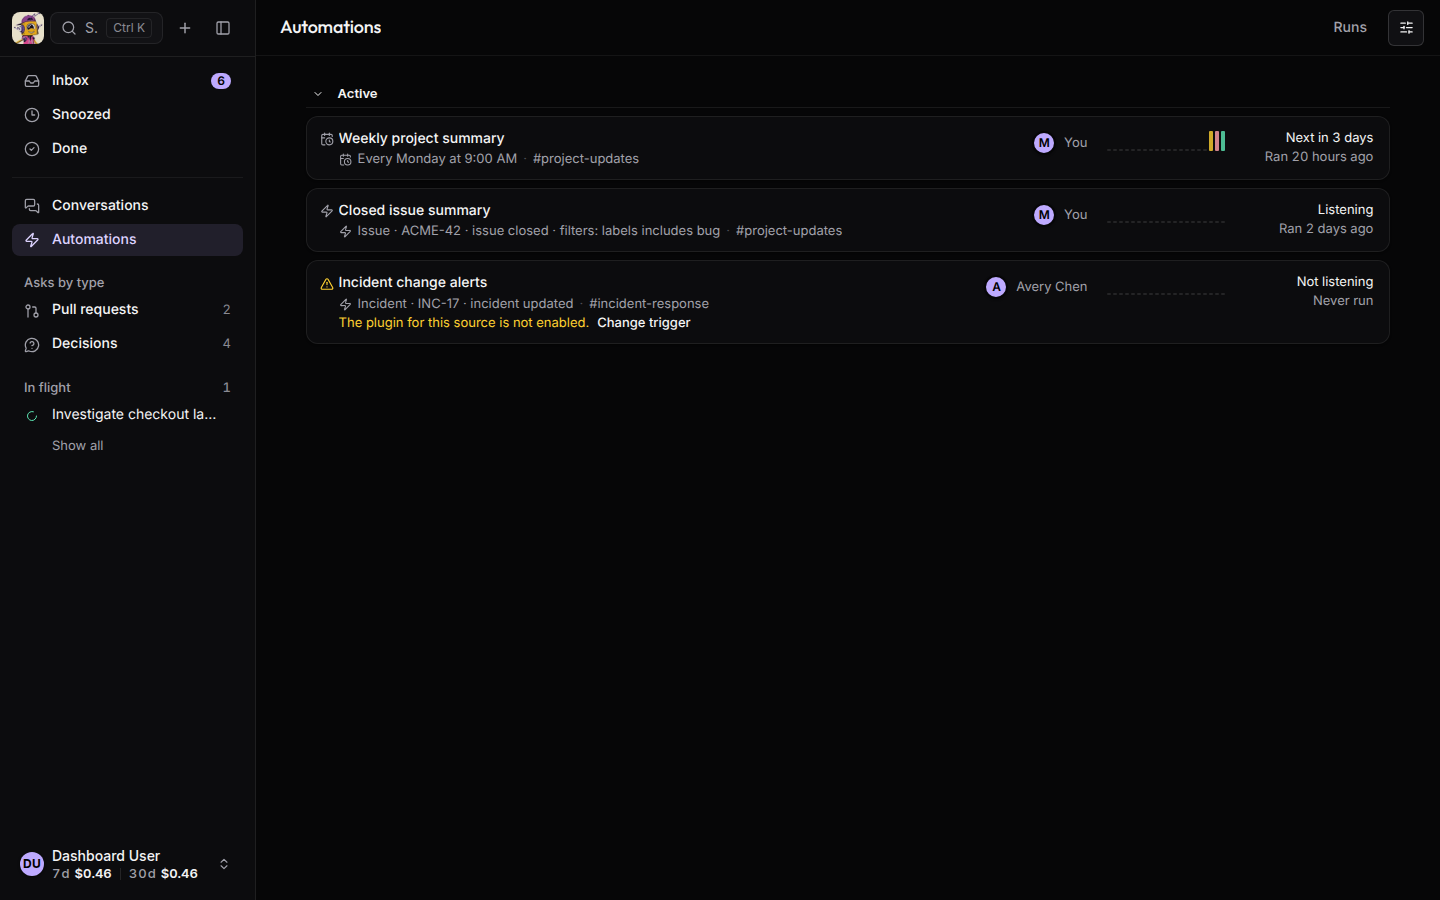 S. Ctrl K
Automations
Runs
Inbox 6
Snoozed
Done
Conversations
Automations
Asks by type
Pull requests 2
Decisions 4
In flight 1
Investigate checkout la...
Show all
Dashboard User
7d $0.46 30d $0.46
DU
Active
Weekly project summary
Every Monday at 9:00 AM · #project-updates
M You
Next in 3 days
Ran 20 hours ago
Closed issue summary
Issue · ACME-42 · issue closed · filters: labels includes bug · #project-updates
M You
Listening
Ran 2 days ago
Incident change alerts
Incident · INC-17 · incident updated · #incident-response
The plugin for this source is not enabled. Change trigger
A Avery Chen
Not listening
Never run